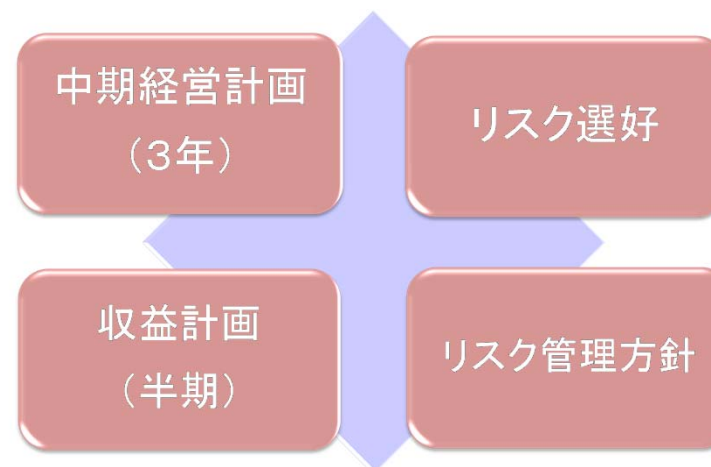 中期経営計画
（３年）
リスク選好
収益計画
（半期）
リスク管理方針